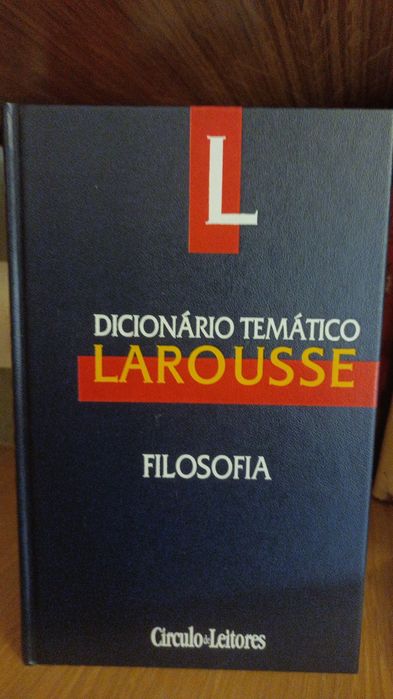 L
DICIONÁRIO TEMÁTICO
LAROUSSE
FILOSOFIA
Círculo de Leitores